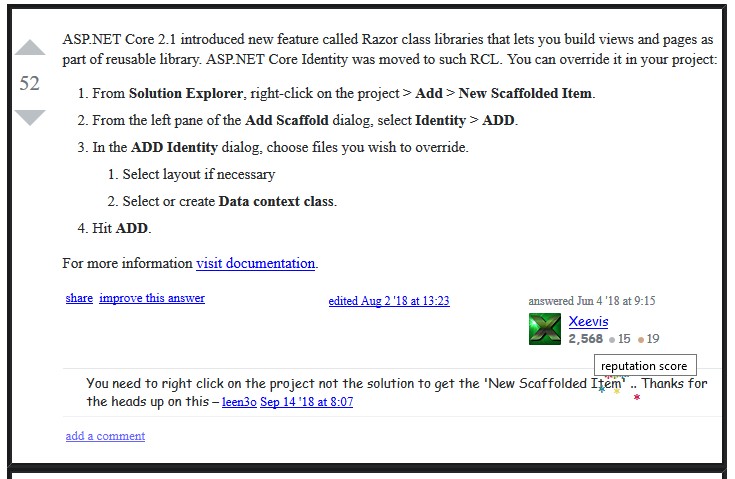 ASP.NET Core 2.1 introduced new feature called Razor class libraries that lets you build views and pages as
part of reusable library. ASP.NET Core Identity was moved to such RCL. You can override it in your project:
52
1. From Solution Explorer, right-click on the project > Add > New Scaffolded Item.
2. From the left pane of the Add Scaffold dialog, select Identity > ADD.
3. In the ADD Identity dialog, choose files you wish to override.
1. Select layout if necessary
2. Select or create Data context class.
4. Hit ADD.
For more information visit documentation.
share improve this answer
edited Aug 2 '18 at 13:23
answered Jun 4 '18 at 9:15
Xeevis
2,568 15 19
reputation score
You need to right click on the project not the solution to get the 'New Scaffolded Item' .. Thanks for
the heads up on this – leen3o Sep 14 '18 at 8:07
add a comment